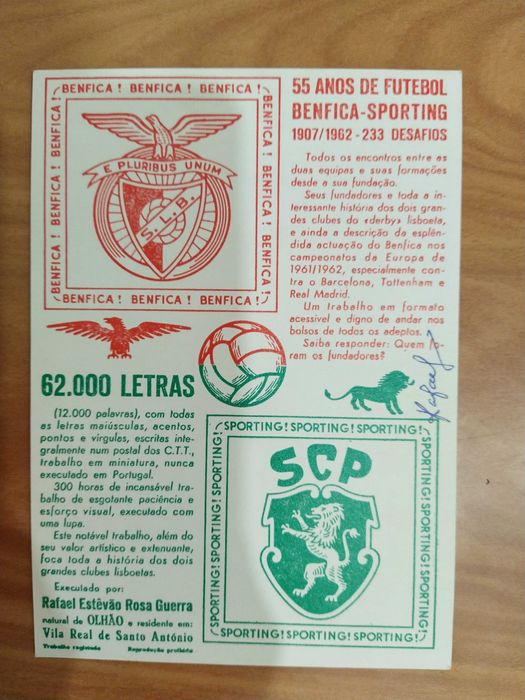 BENFICA! BENFICA! BENFICA!
BENFICA! BENFICA! BENFICA!
BENFICA! BENFICA! BENFICA!
BENFICA! BENFICA! BENFICA!
E PLURIBUS UNUM
S.L.B.
55 ANOS DE FUTEBOL
BENFICA-SPORTING
1907/1962 - 233 DESAFIOS
Todos os encontros entre as
duas equipas e suas formações
desde a sua fundação.
Seus fundadores e toda a in-
teressante história dos dois gran-
des clubes do «derby» lisboeta,
e ainda a descrição da esplên-
dida actuação do Benfica nos
campeonatos da Europa de
1961/1962, especialmente con-
tra o Barcelona, Tottenham e
Real Madrid.
Um trabalho em formato
acessível e digno de andar nos
bolsos de todos os adeptos.
Saiba responder: Quem fo-
ram os fundadores?
Rafael
62.000 LETRAS
(12.000 palavras), com todas
as letras maiúsculas, acentos,
pontos e vírgulas, escritas inte-
gralmente num postal dos C.T.T.,
trabalho em miniatura, nunca
executado em Portugal.
300 horas de incansável tra-
balho de esgotante paciência e
esforço visual, executado com
uma lupa.
Este notável trabalho, além do
seu valor artístico e extenuante,
foca toda a história dos dois
grandes clubes lisboetas.
Executado por:
Rafael Estêvão Rosa Guerra
natural de OLHÃO e residente em:
Vila Real de Santo António
Trabalho registado Reprodução proibida
SPORTING! SPORTING! SPORTING!
SPORTING! SPORTING! SPORTING!
SPORTING! SPORTING! SPORTING!
SPORTING! SPORTING! SPORTING!
SCP